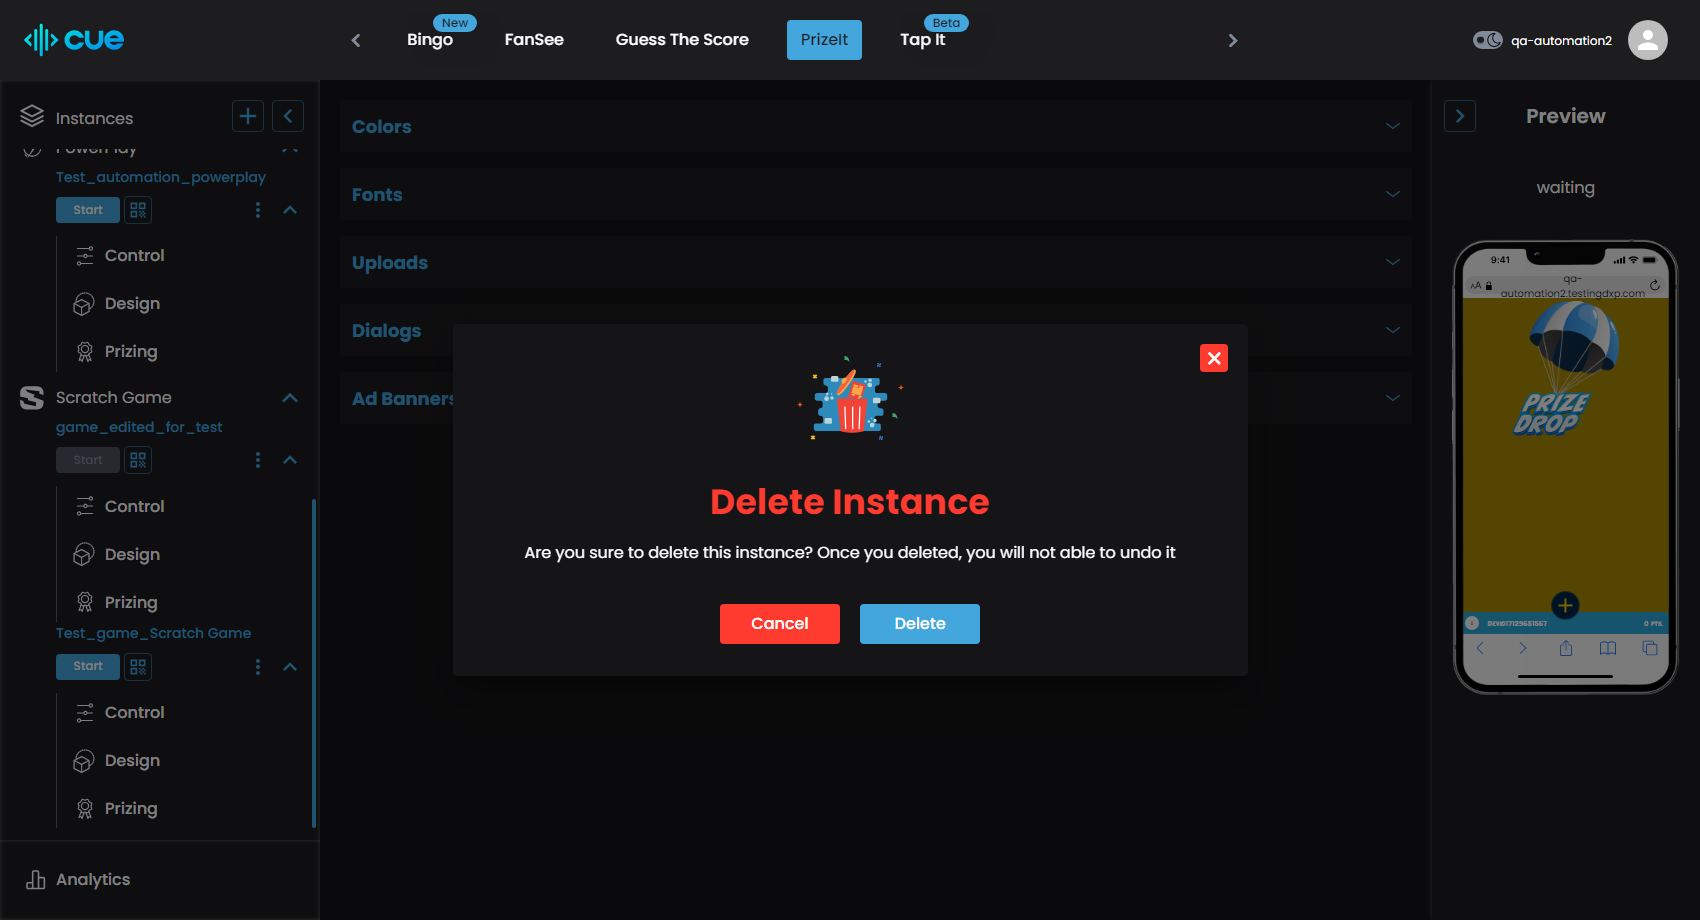 cue
Bingo
New
FanSee
Guess The Score
PrizeIt
Tap It
Beta
qa-automation2
Instances
PowerPlay
Test_automation_powerplay
Start
Control
Design
Prizing
Scratch Game
game_edited_for_test
Start
Control
Design
Prizing
Test_game_Scratch Game
Start
Control
Design
Prizing
Analytics
Colors
Fonts
Uploads
Dialogs
Ad Banners
Delete Instance
Are you sure to delete this instance? Once you deleted, you will not able to undo it
Cancel
Delete
Preview
waiting
9:41
AA
qa-
automation2.testingdxp.com
PRIZE
DROP
0 PTS.